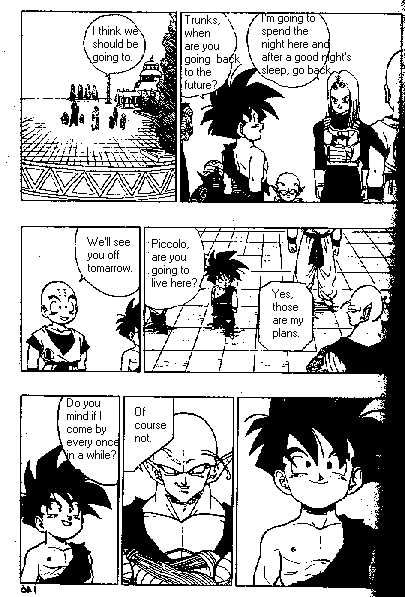 I think we
should be
going to.
Trunks,
when
are you
going back
to the
future?
I'm going to
spend the
night here and
after a good night's
sleep, go back
We'll see
you off
tomarrow.
Piccolo,
are you
going to
live here?
Yes,
those
are my
plans.
Do you
mind if I
come by
every once
in a while?
Of
course
not.